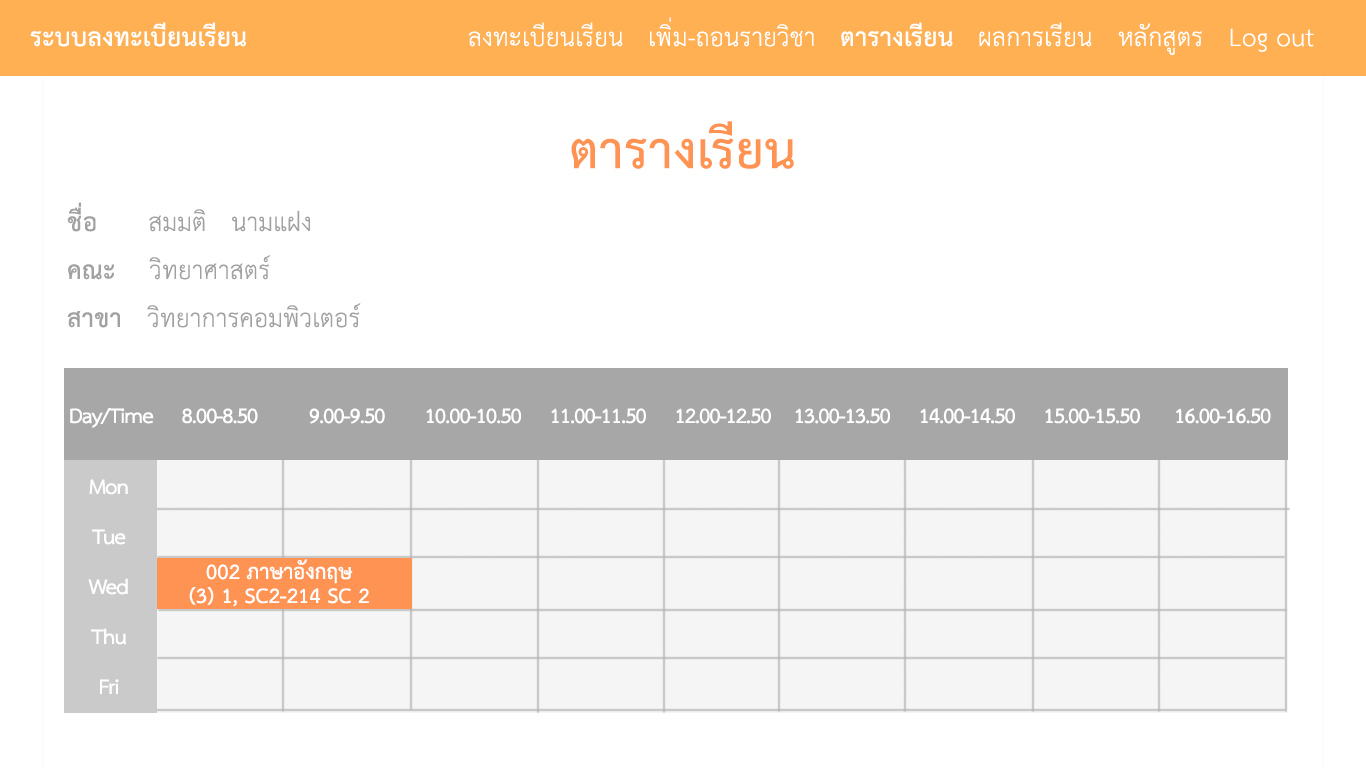 ระบบลงทะเบียนเรียน ลงทะเบียนเรียน เพิ่ม-ถอนรายวิชา ตารางเรียน ผลการเรียน หลักสูตร Log out
ตารางเรียน
ชื่อ สมมติ นามแฝง
คณะ วิทยาศาสตร์
สาขา วิทยาการคอมพิวเตอร์
Day/Time 8.00-8.50 9.00-9.50 10.00-10.50 11.00-11.50 12.00-12.50 13.00-13.50 14.00-14.50 15.00-15.50 16.00-16.50
Mon
Tue
Wed
002 ภาษาอังกฤษ
(3) 1, SC2-214 SC 2
Thu
Fri